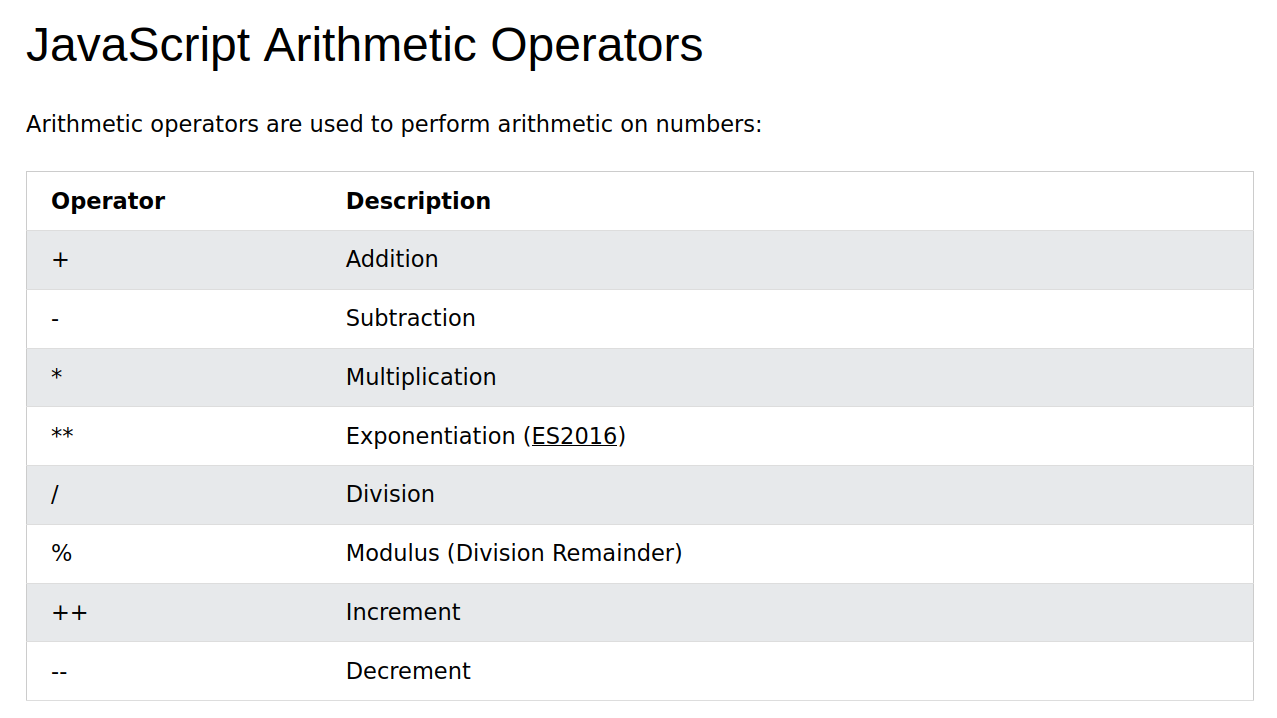 JavaScript Arithmetic Operators
Arithmetic operators are used to perform arithmetic on numbers:
Operator Description
+ Addition
- Subtraction
* Multiplication
** Exponentiation (ES2016)
/ Division
% Modulus (Division Remainder)
++ Increment
-- Decrement